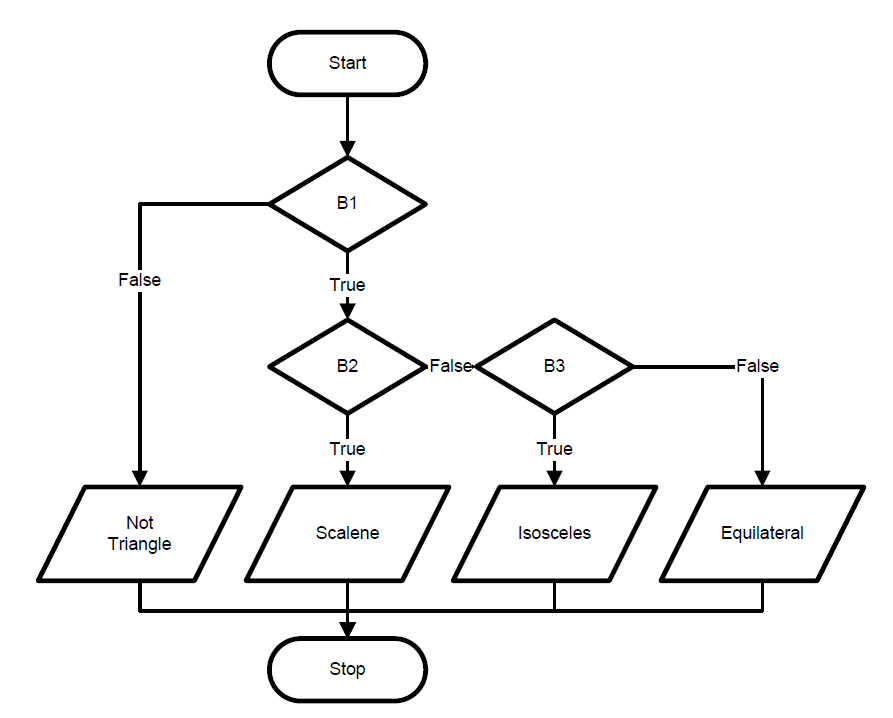 Start
B1
False
True
B2
False
B3
False
True
True
Not
Triangle
Scalene
Isosceles
Equilateral
Stop